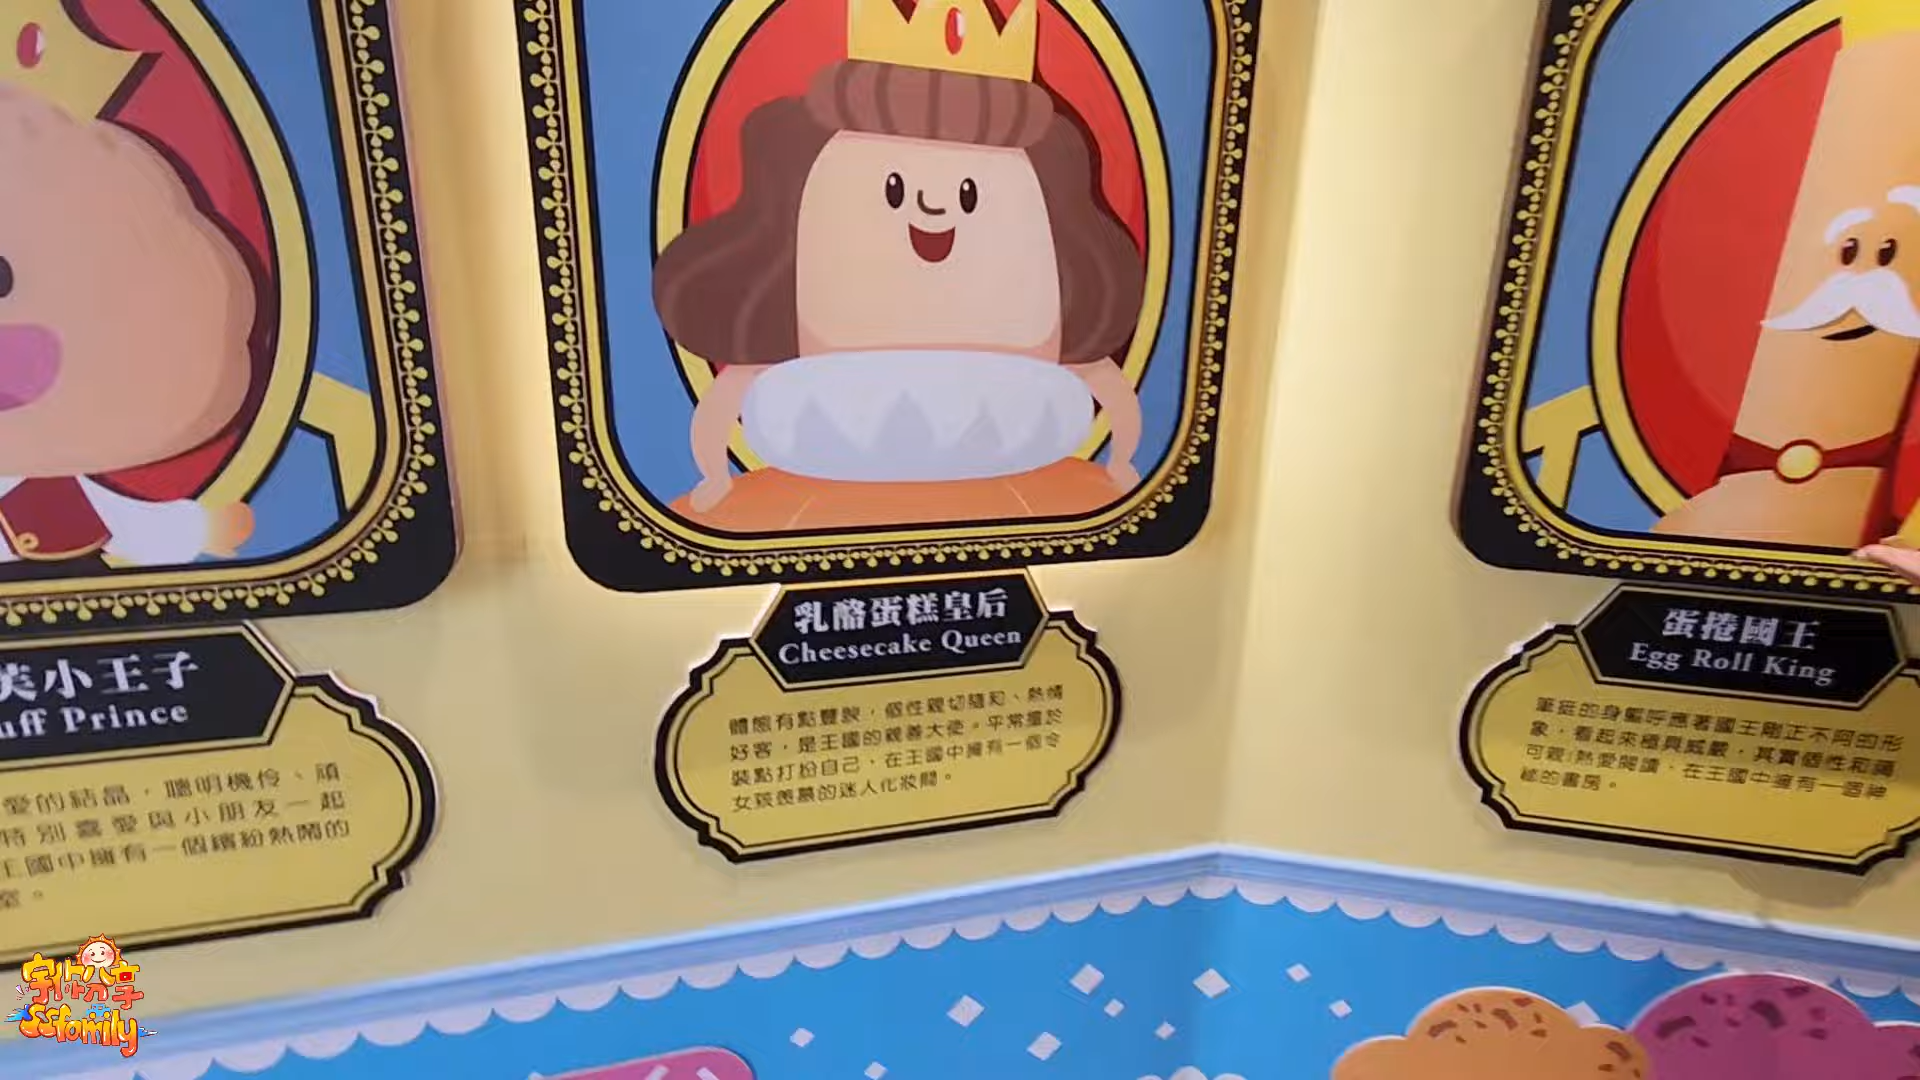 芙小王子
uff Prince
愛的結晶，聰明機伶、頑
特別喜愛與小朋友一起
王國中擁有一個繽紛熱鬧的
室。
乳酪蛋糕皇后
Cheesecake Queen
體態有點豐腴，個性親切隨和、熱情
好客，是王國的親善大使。平常擅於
裝點打扮自己，在王國中擁有一個令
女孩羨慕的迷人化妝間。
蛋捲國王
Egg Roll King
筆挺的身軀呼應著國王剛正不阿的形
象，看起來極具威嚴，其實個性和藹
可親!熱愛閱讀，在王國中擁有一個神
祕的書房。
宇你分享
SSfamily